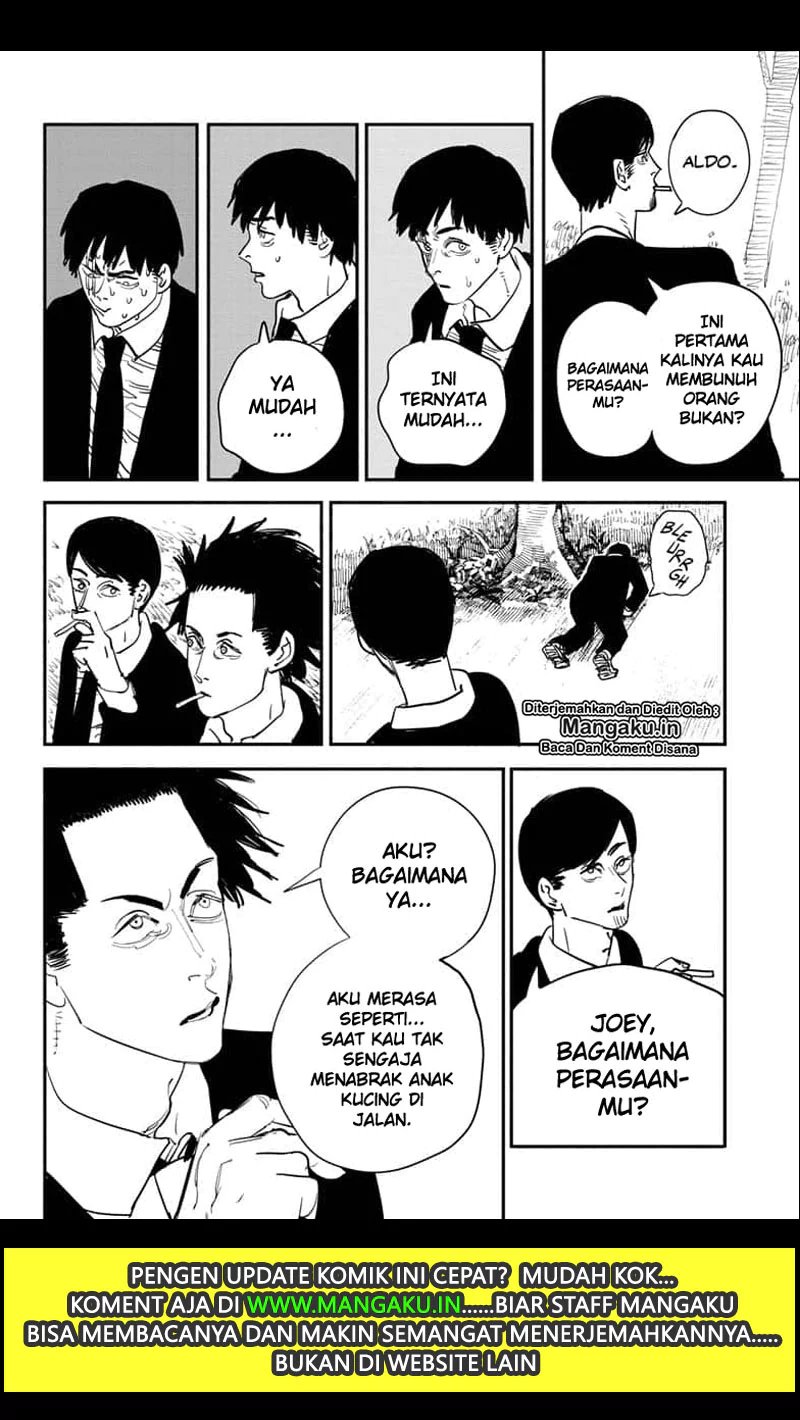 ALDO.
INI
PERTAMA
KALINYA KAU
MEMBUNUH
ORANG
BUKAN?
BAGAIMANA
PERASAAN-
MU?
INI
TERNYATA
MUDAH...
YA
MUDAH
...
BLE
URR
GH
Diterjemahkan dan Diedit Oleh :
Mangaku.in
Baca Dan Koment Disana
JOEY,
BAGAIMANA
PERASAAN-
MU?
AKU?
BAGAIMANA
YA...
AKU MERASA
SEPERTI...
SAAT KAU TAK
SENGAJA
MENABRAK ANAK
KUCING DI
JALAN.
PENGEN UPDATE KOMIK INI CEPAT? MUDAH KOK...
KOMENT AJA DI WWW.MANGAKU.IN......BIAR STAFF MANGAKU
BISA MEMBACANYA DAN MAKIN SEMANGAT MENERJEMAHKANNYA.....
BUKAN DI WEBSITE LAIN